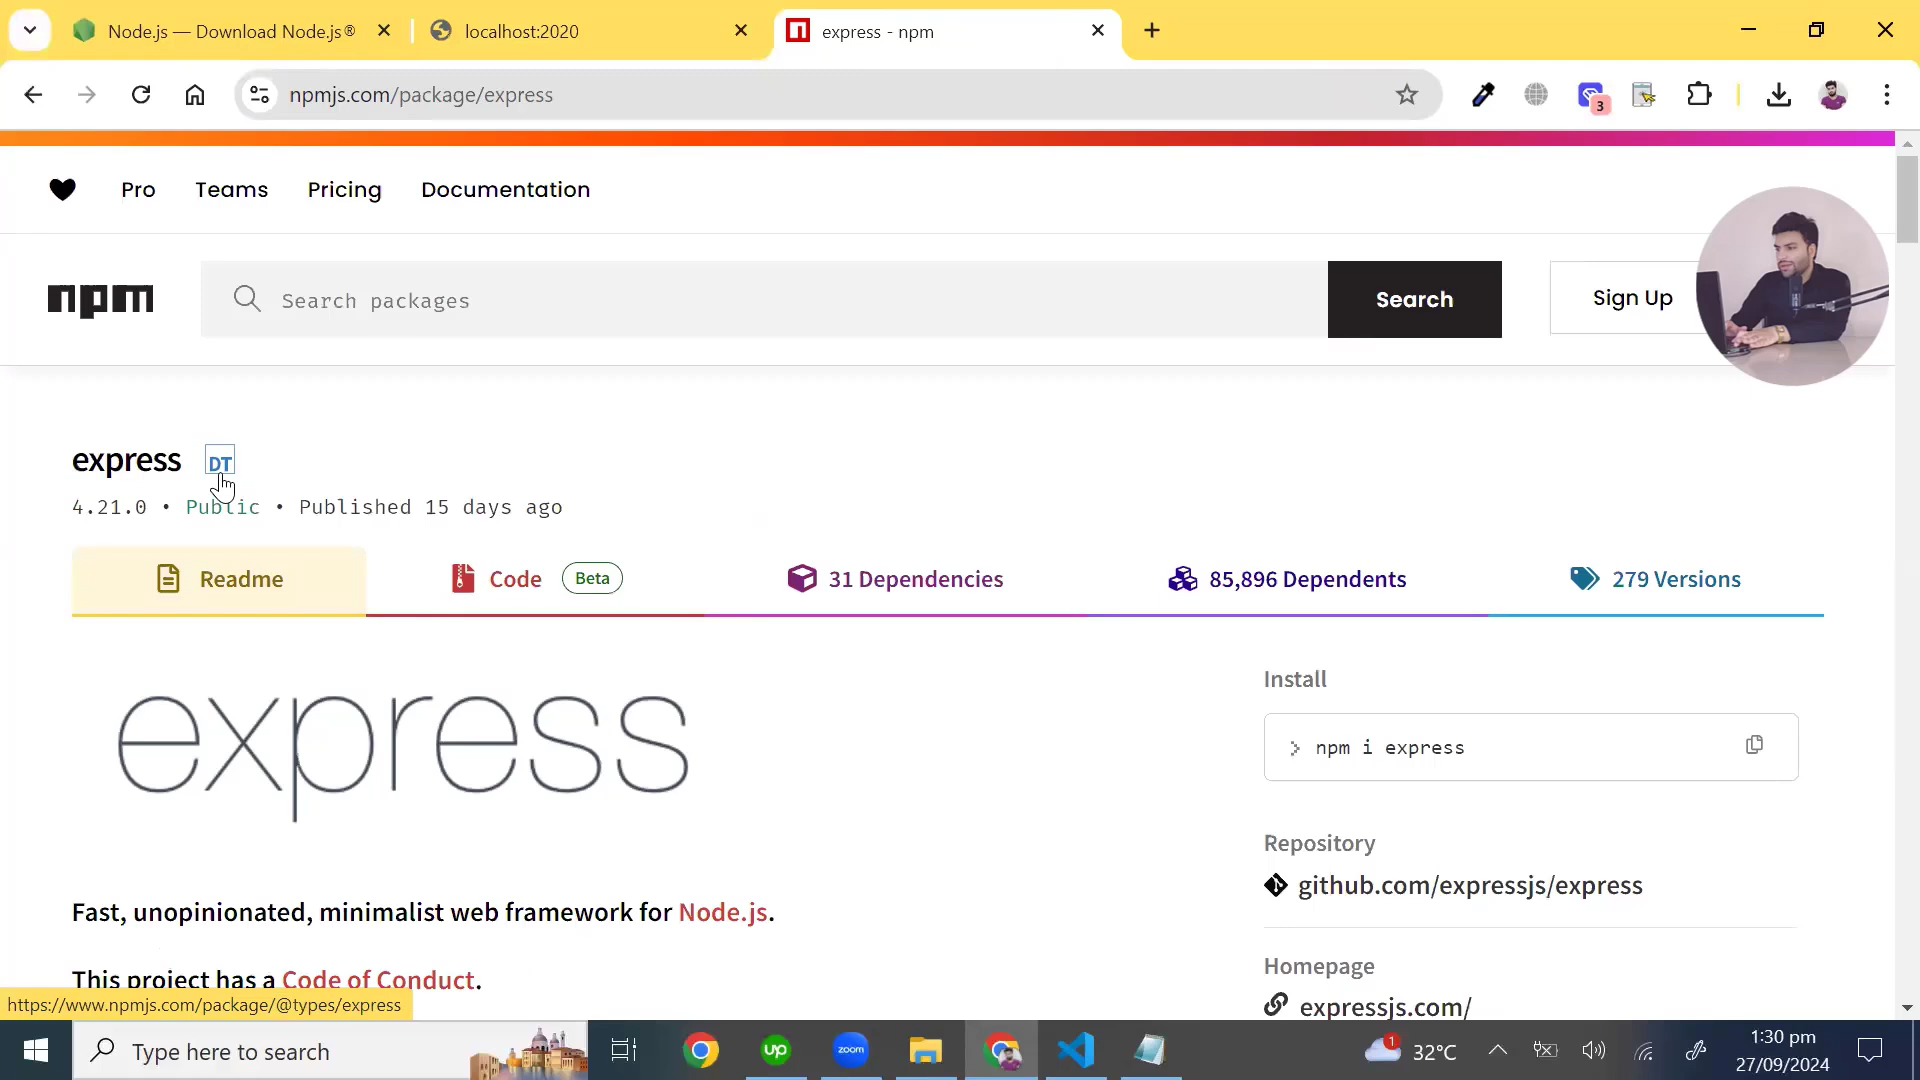 Node.js — Download Node.js®
localhost:2020
express - npm
npmjs.com/package/express
3
Pro Teams Pricing Documentation
npm
Search packages
Search
Sign Up
express DT
4.21.0 • Public • Published 15 days ago
Readme
Code Beta
31 Dependencies
85,896 Dependents
279 Versions
express
Install
npm i express
Repository
github.com/expressjs/express
Fast, unopinionated, minimalist web framework for Node.js.
Homepage
This project has a Code of Conduct.
expressjs.com/
https://www.npmjs.com/package/@types/express
Type here to search
up
zoom
1
32°C
1:30 pm
27/09/2024